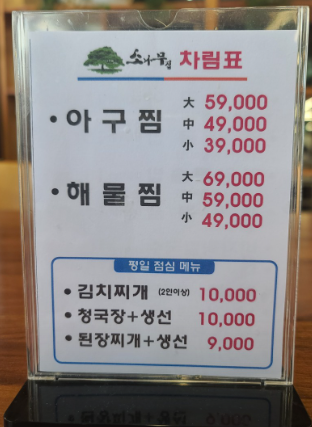 소나무집 차림표
• 아구찜 大 59,000
中 49,000
小 39,000
• 해물찜 大 69,000
中 59,000
小 49,000
평일 점심 메뉴
• 김치찌개 (2인이상) 10,000
• 청국장+생선 10,000
• 된장찌개+생선 9,000